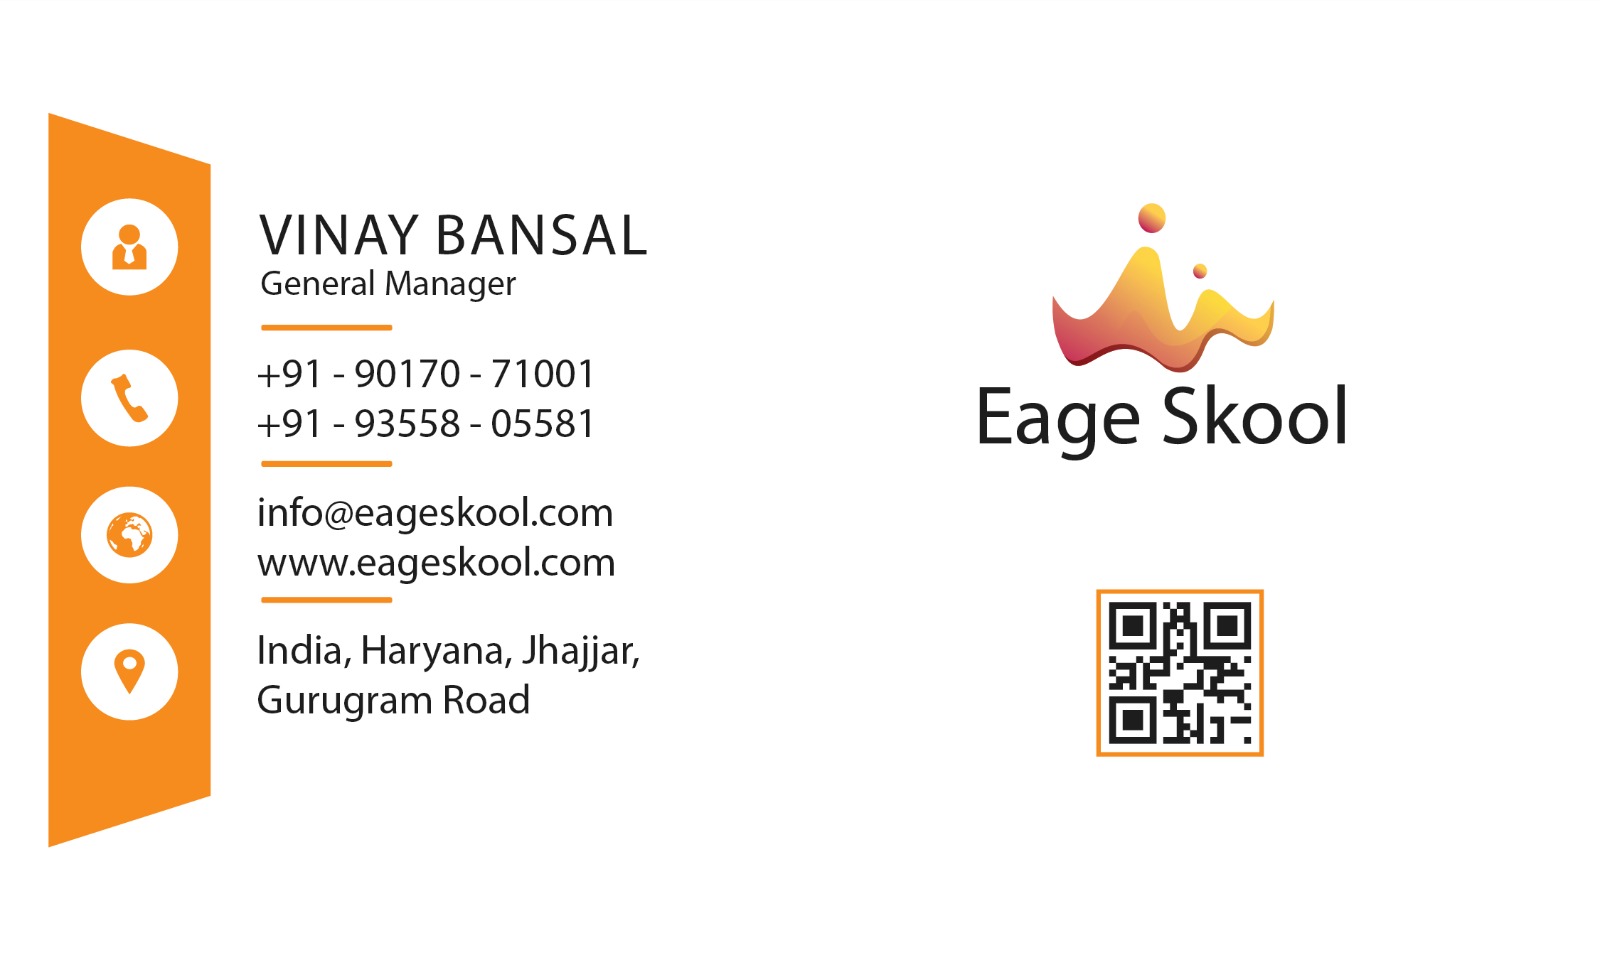 VINAY BANSAL
General Manager
+91 - 90170 - 71001
+91 - 93558 - 05581
info@eageskool.com
www.eageskool.com
India, Haryana, Jhajjar,
Gurugram Road
Eage Skool